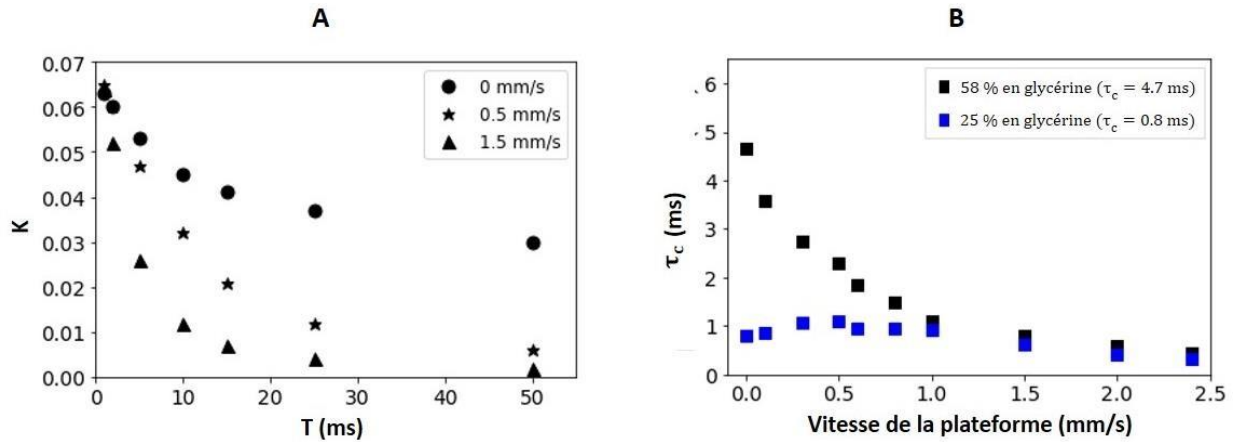 A
B
0.07
0.06
0.05
0.04
0.03
0.02
0.01
0.00
K
0
10
20
30
40
50
T (ms)
0 mm/s
0.5 mm/s
1.5 mm/s
6
5
4
3
2
1
0
τc (ms)
0.0
0.5
1.0
1.5
2.0
2.5
Vitesse de la plateforme (mm/s)
58 % en glycérine (τc = 4.7 ms)
25 % en glycérine (τc = 0.8 ms)